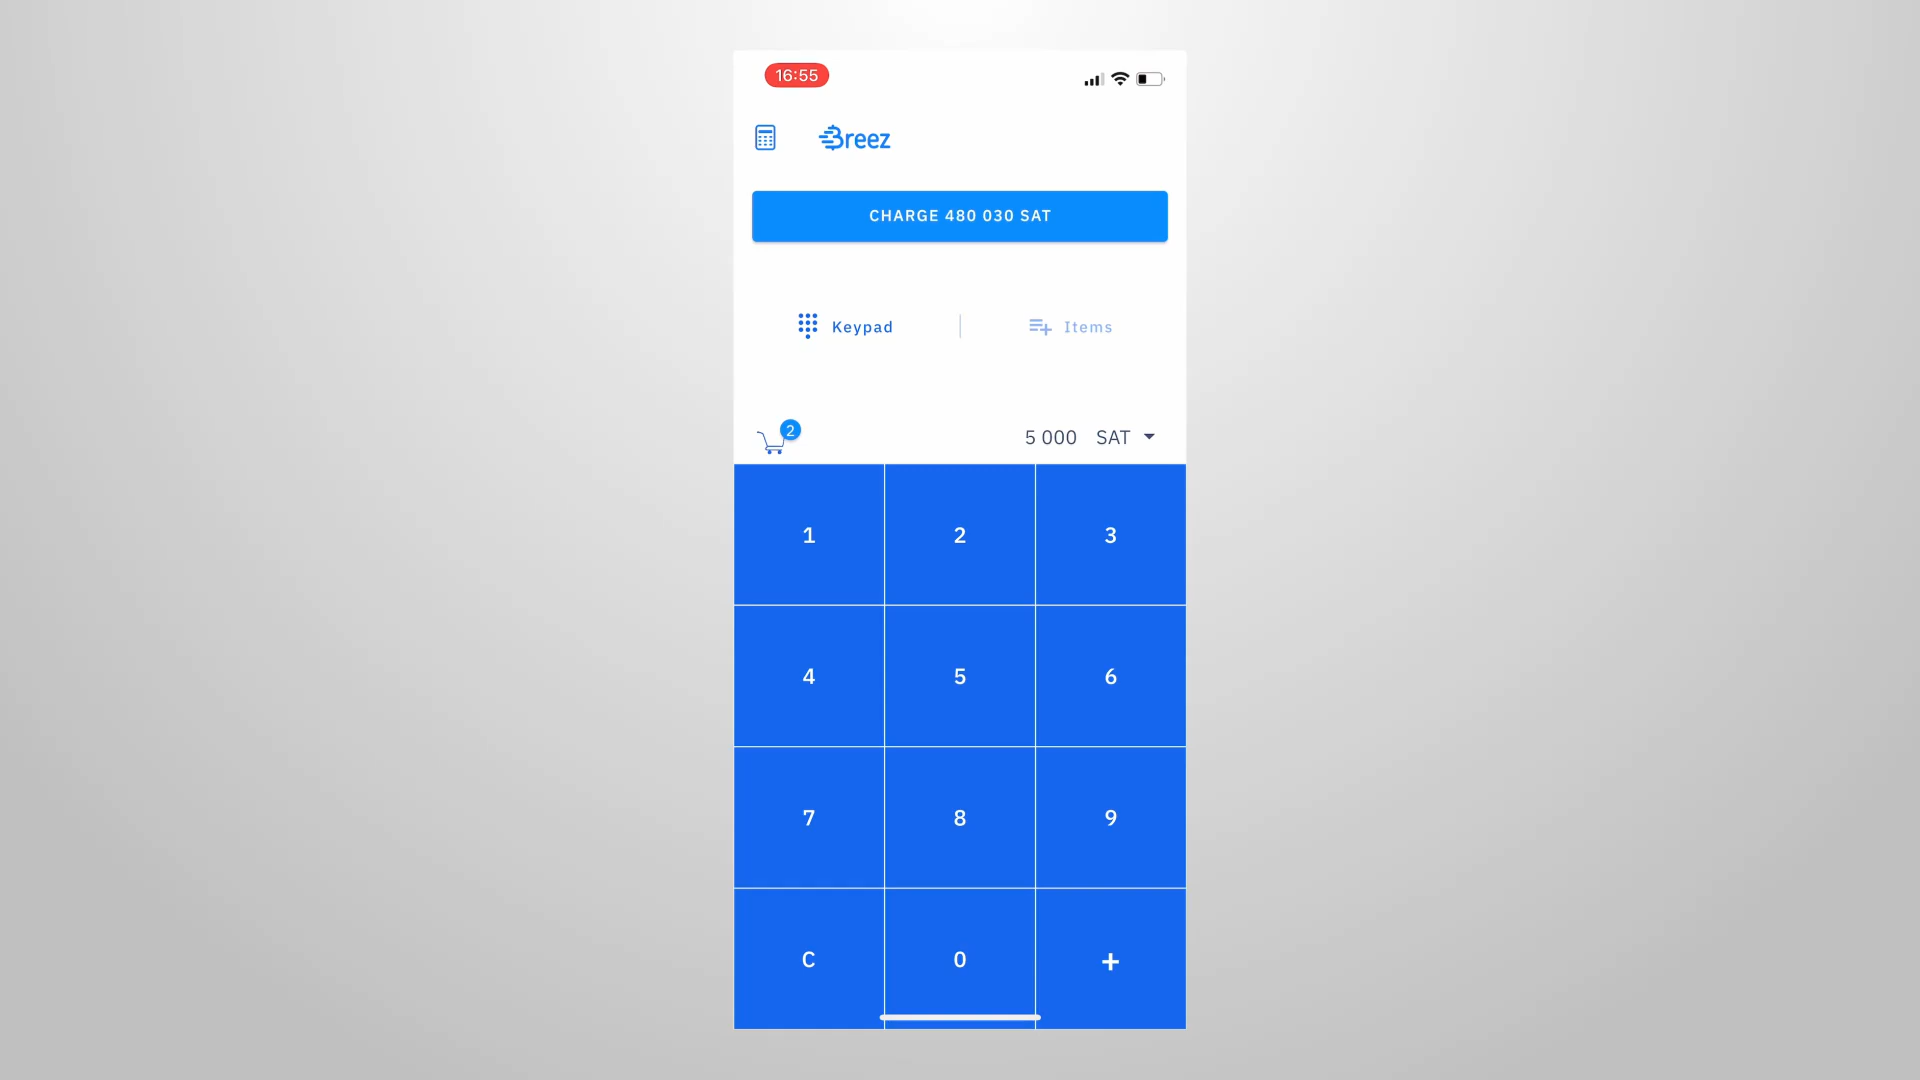 16:55
Breez
CHARGE 480 030 SAT
Keypad
Items
2
5 000 SAT
1 2 3
4 5 6
7 8 9
C 0 +